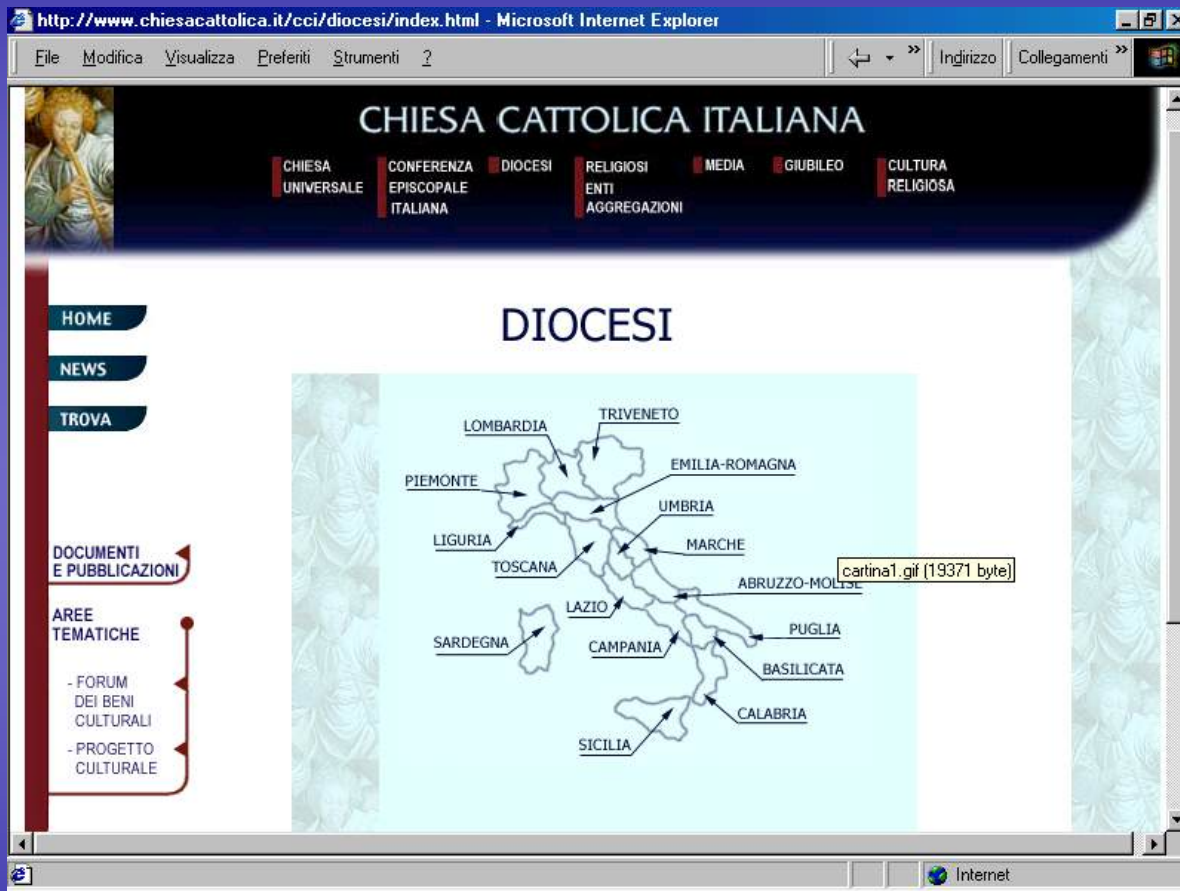 http://www.chiesacattolica.it/cci/diocesi/index.html - Microsoft Internet Explorer
File Modifica Visualizza Preferiti Strumenti ? » Indirizzo Collegamenti »
CHIESA CATTOLICA ITALIANA
CHIESA
UNIVERSALE
CONFERENZA
EPISCOPALE
ITALIANA
DIOCESI
RELIGIOSI
ENTI
AGGREGAZIONI
MEDIA
GIUBILEO
CULTURA
RELIGIOSA
HOME
NEWS
TROVA
DOCUMENTI
E PUBBLICAZIONI
AREE
TEMATICHE
- FORUM
DEI BENI
CULTURALI
- PROGETTO
CULTURALE
DIOCESI
TRIVENETO
LOMBARDIA
EMILIA-ROMAGNA
PIEMONTE
UMBRIA
LIGURIA
MARCHE
TOSCANA
cartina1.gif (19371 byte)
ABRUZZO-MOLISE
LAZIO
PUGLIA
SARDEGNA
CAMPANIA
BASILICATA
CALABRIA
SICILIA
Internet